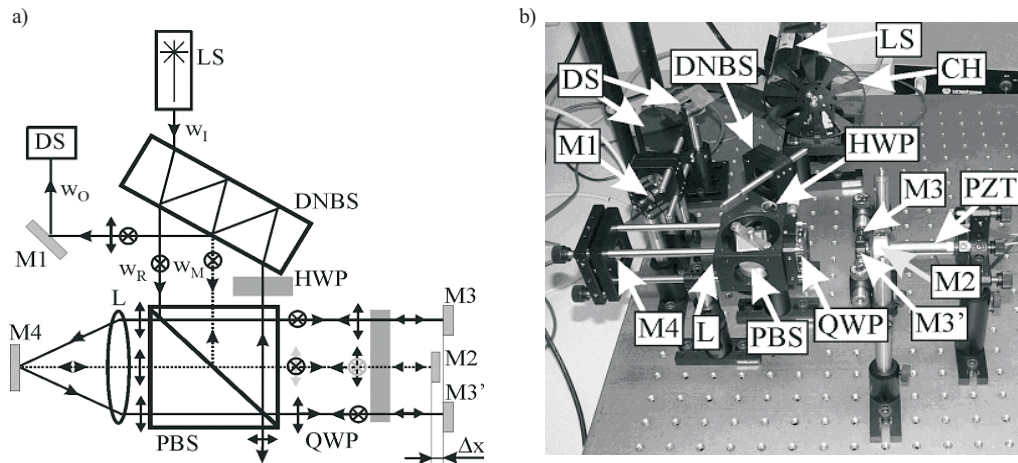 a)
LS
w_I
DS
w_O
DNBS
M1
w_R
w_M
HWP
L
M3
M4
M2
M3'
PBS
QWP
Δx
b)
LS
DNBS
CH
DS
HWP
M1
M3
PZT
M2
M4
L
PBS
QWP
M3'